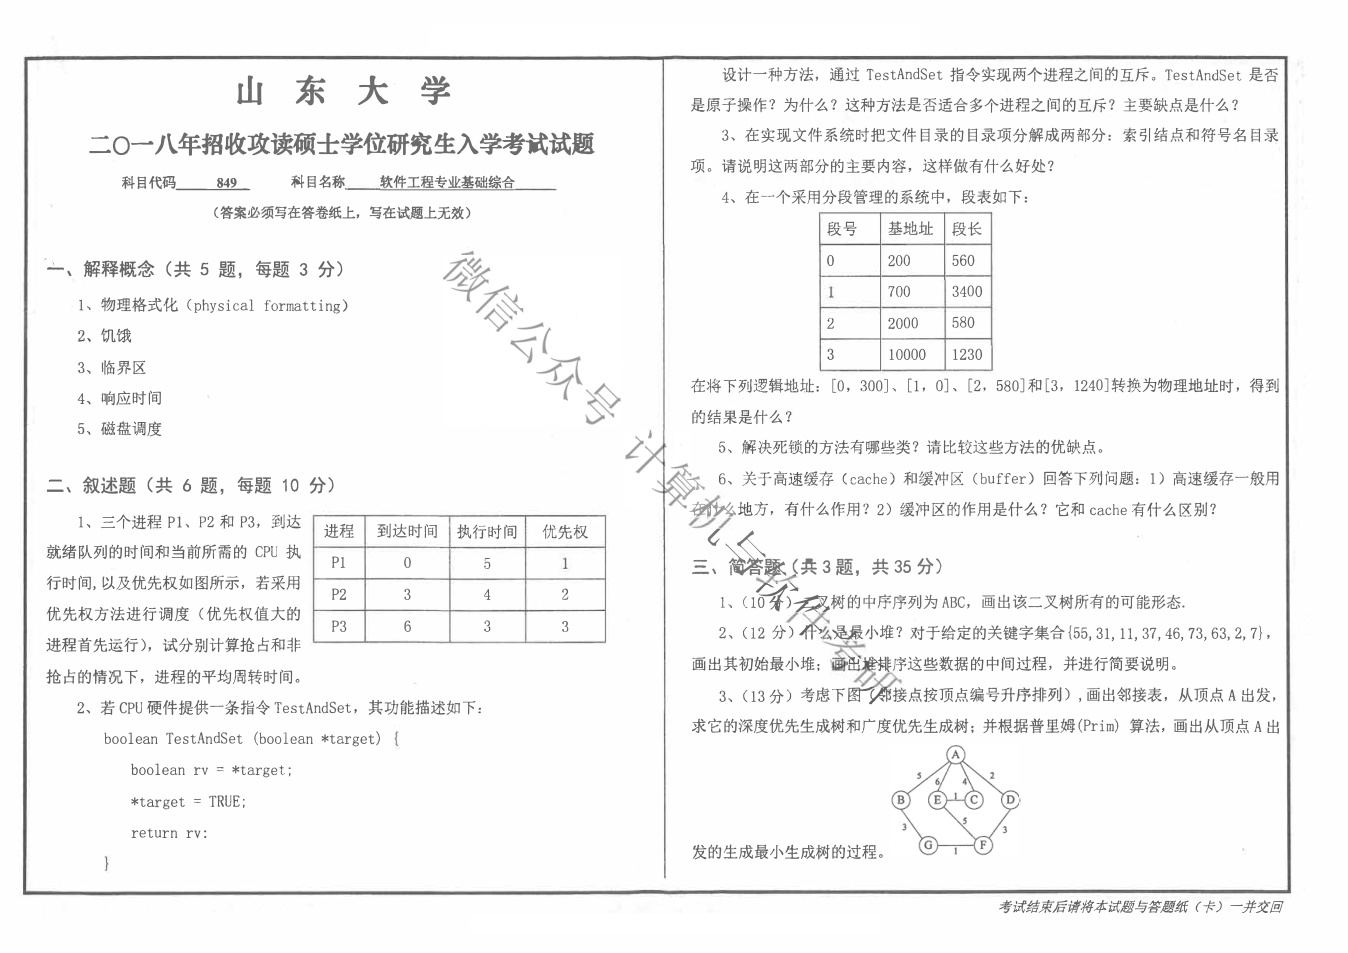 山 东 大 学
二〇一八年招收攻读硕士学位研究生入学考试试题
科目代码 849 科目名称 软件工程专业基础综合
(答案必须写在答卷纸上，写在试题上无效)
一、解释概念（共 5 题，每题 3 分）
1、物理格式化（physical formatting）
2、饥饿
3、临界区
4、响应时间
5、磁盘调度
二、叙述题（共 6 题，每题 10 分）
1、三个进程 P1、P2 和 P3，到达
就绪队列的时间和当前所需的 CPU 执
行时间,以及优先权如图所示，若采用
优先权方法进行调度（优先权值大的
进程首先运行），试分别计算抢占和非
抢占的情况下，进程的平均周转时间。
进程 到达时间 执行时间 优先权
P1 0 5 1
P2 3 4 2
P3 6 3 3
2、若 CPU 硬件提供一条指令 TestAndSet，其功能描述如下：
boolean TestAndSet (boolean *target) {
boolean rv = *target;
*target = TRUE;
return rv:
}
设计一种方法，通过 TestAndSet 指令实现两个进程之间的互斥。TestAndSet 是否
是原子操作？为什么？这种方法是否适合多个进程之间的互斥？主要缺点是什么？
3、在实现文件系统时把文件目录的目录项分解成两部分：索引结点和符号名目录
项。请说明这两部分的主要内容，这样做有什么好处？
4、在一个采用分段管理的系统中，段表如下：
段号 基地址 段长
0 200 560
1 700 3400
2 2000 580
3 10000 1230
在将下列逻辑地址：[0，300]、[1，0]、[2，580]和[3，1240]转换为物理地址时，得到
的结果是什么？
5、解决死锁的方法有哪些类？请比较这些方法的优缺点。
6、关于高速缓存（cache）和缓冲区（buffer）回答下列问题：1）高速缓存一般用
在什么地方，有什么作用？2）缓冲区的作用是什么？它和 cache 有什么区别？
三、简答题（共 3 题，共 35 分）
1、（10 分）二叉树的中序序列为 ABC，画出该二叉树所有的可能形态.
2、（12 分）什么是最小堆？对于给定的关键字集合{55,31,11,37,46,73,63,2,7}，
画出其初始最小堆；画出堆排序这些数据的中间过程，并进行简要说明。
3、（13 分）考虑下图（邻接点按顶点编号升序排列）,画出邻接表，从顶点 A 出发，
求它的深度优先生成树和广度优先生成树；并根据普里姆(Prim) 算法，画出从顶点 A 出
A
5 6 4 2
B E 1 C D
3 5 3
G 1 F
发的生成最小生成树的过程。
考试结束后请将本试题与答题纸（卡）一并交回
微信公众号 计算机与软件考研